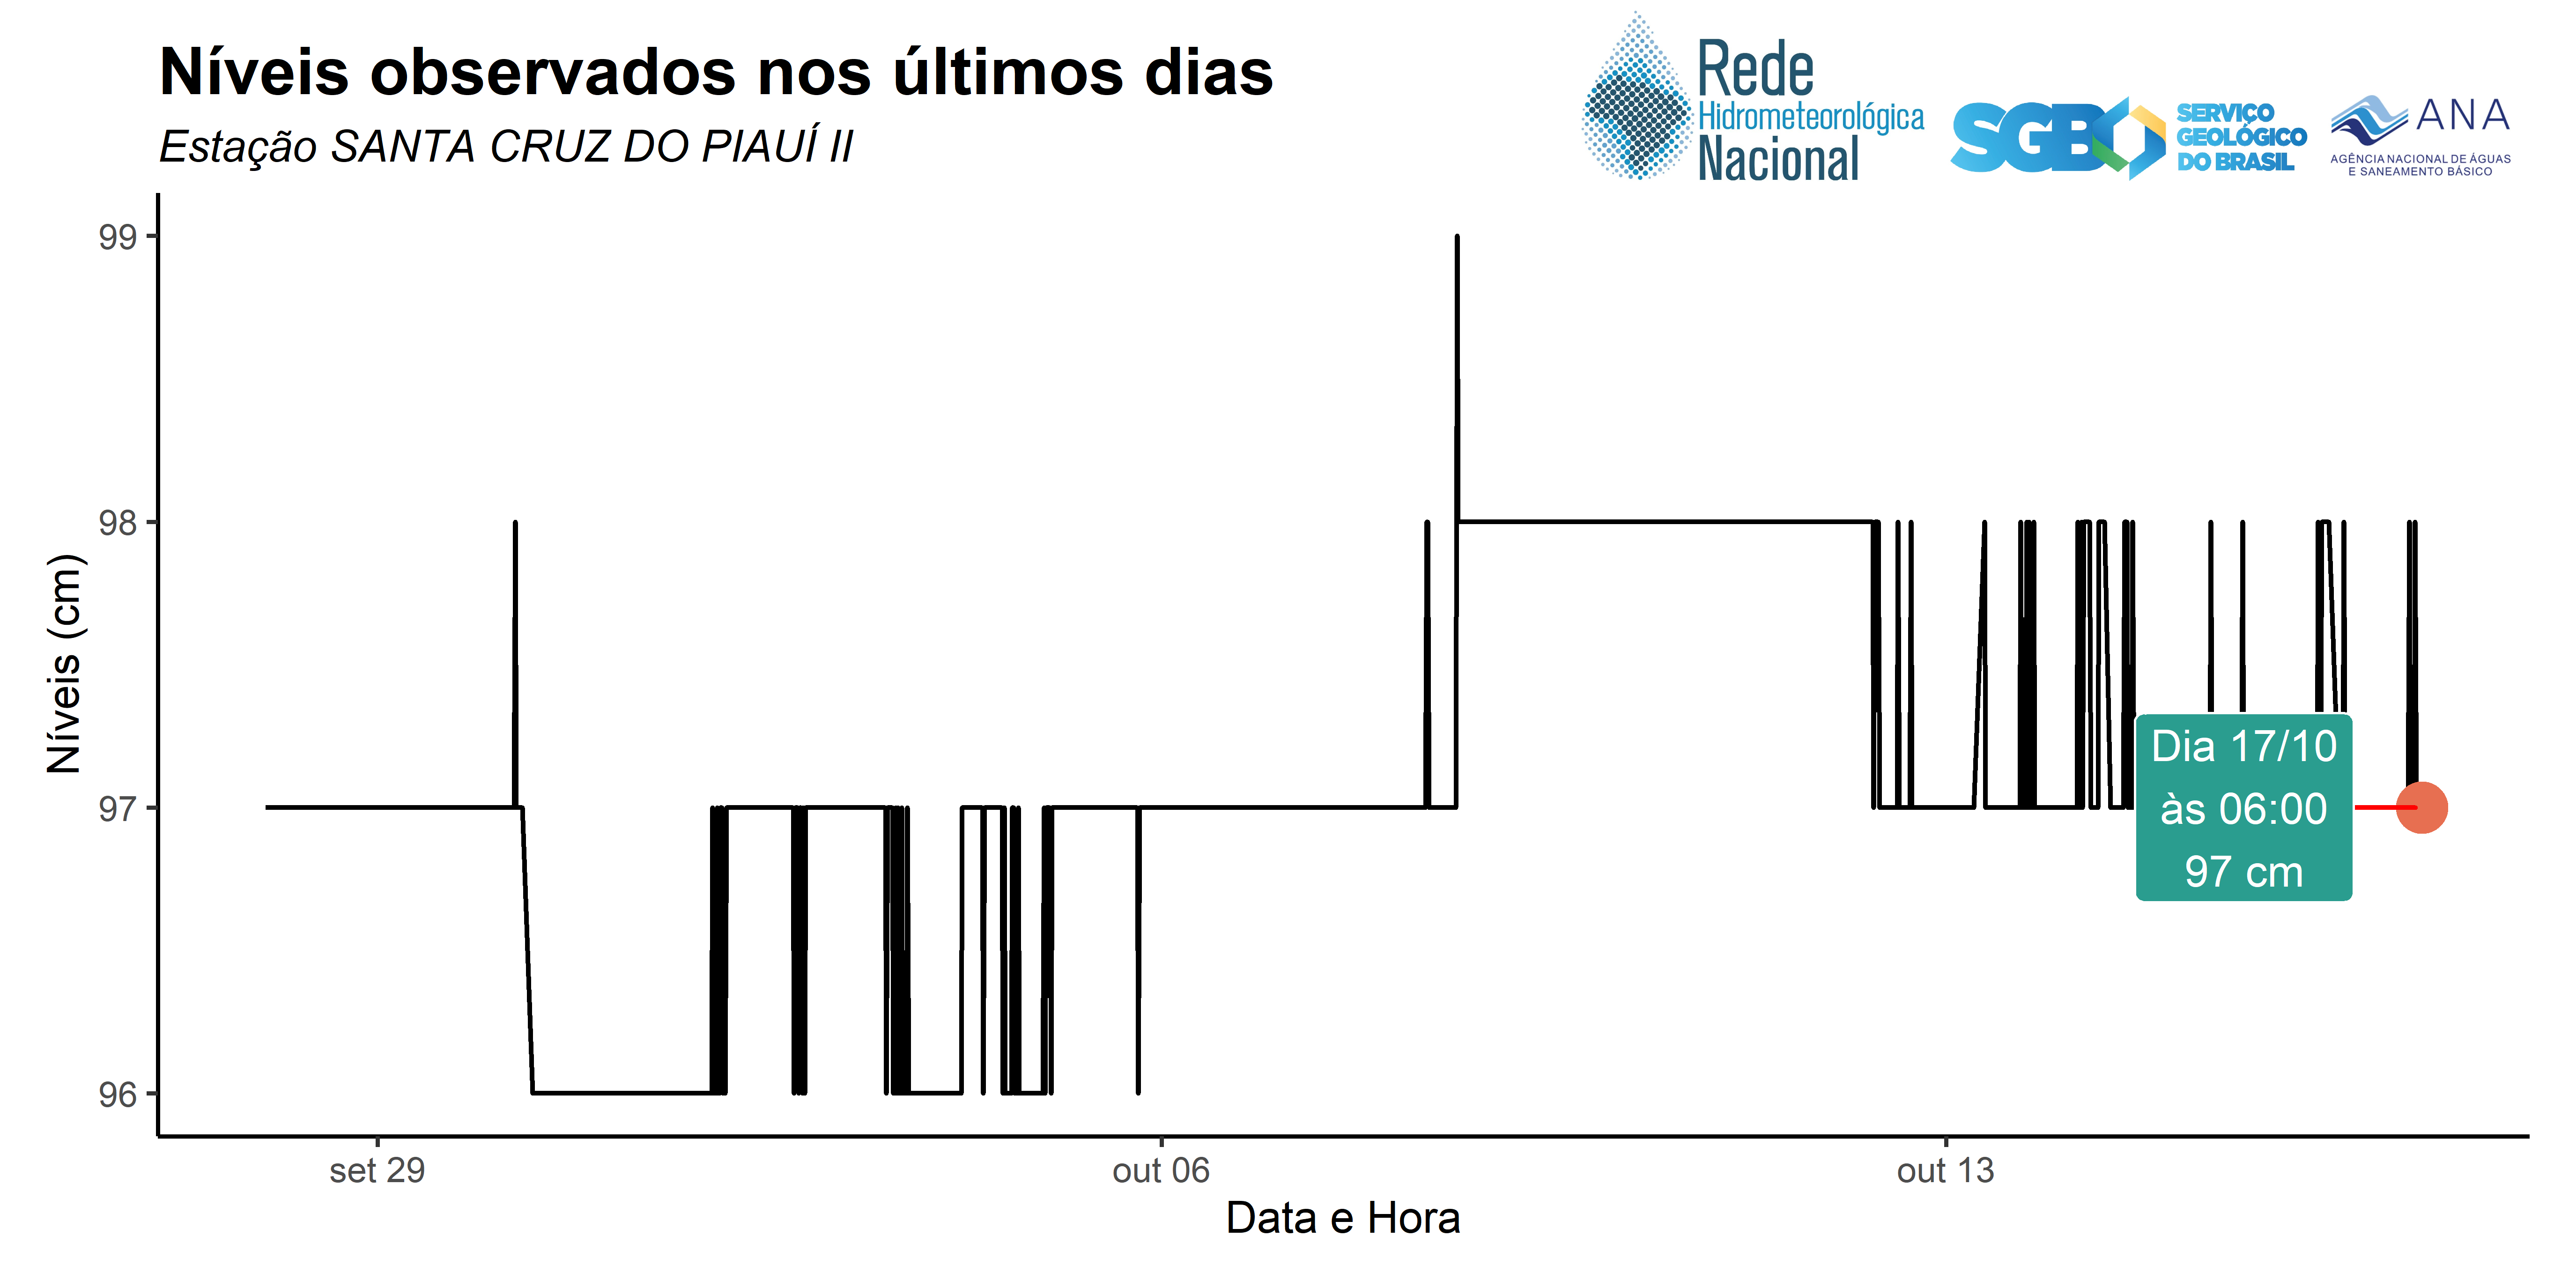 Níveis observados nos últimos dias
Estação SANTA CRUZ DO PIAUÍ II
Rede
Hidrometeorológica
Nacional
SGB
SERVIÇO
GEOLÓGICO
DO BRASIL
ANA
AGÊNCIA NACIONAL DE ÁGUAS
E SANEAMENTO BÁSICO
Níveis (cm)
99
98
97
96
Dia 17/10
às 06:00
97 cm
set 29
out 06
out 13
Data e Hora